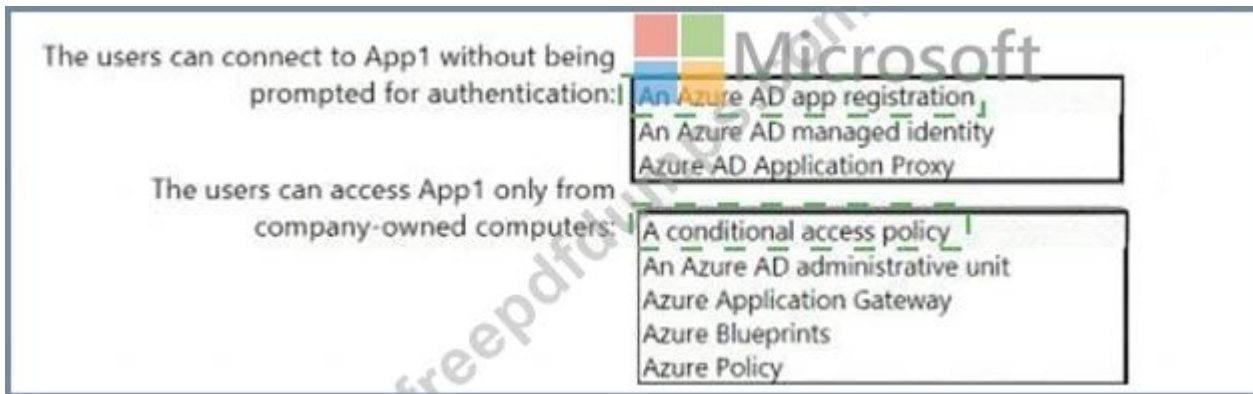 Microsoft
The users can connect to App1 without being
prompted for authentication:
An Azure AD app registration
An Azure AD managed identity
Azure AD Application Proxy
The users can access App1 only from
company-owned computers:
A conditional access policy
An Azure AD administrative unit
Azure Application Gateway
Azure Blueprints
Azure Policy
freepdfdumps.com